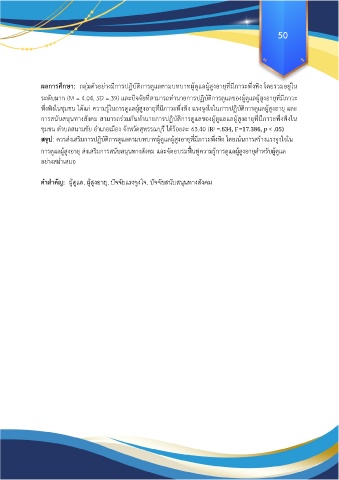 50
ผลการศึกษา: กลุ่มตัวอย่างมีการปฏิบัติการดูแลตามบทบาทผู้ดูแลผู้สูงอายุที่มีภาวะพึ่งพิง โดยรวมอยู่ใน
ระดับมาก (M = 4.04, SD = .39) และปัจจัยที่สามารถทำนายการปฏิบัติการดูแลของผู้ดูแลผู้สูงอายุที่มีภาวะ
พึ่งพิงในชุมชน ได้แก่ ความรู้ในการดูแลผู้สูงอายุที่มีภาวะพึ่งพิง แรงจูงใจในการปฏิบัติการดูแลผู้สูงอายุ และ
การสนับสนุนทางสังคม สามารถร่วมกันทำนายการปฏิบัติการดูแลของผู้ดูแลผู้สูงอายุที่มีภาวะพึ่งพิงใน
ชุมชน ตำบลสนามชัย อำเภอเมือง จังหวัดสุพรรณบุรี ได้ร้อยละ 63.40 (R² =.634, F=17.386, p < .05)
สรุป: ควรส่งเสริมการปฏิบัติการดูแลตามบทบาทผู้ดูแลผู้สูงอายุที่มีภาวะพึ่งพิง โดยเน้นการสร้างแรงจูงใจใน
การดูแลผู้สูงอายุ ส่งเสริมการสนับสนุนทางสังคม และจัดอบรมฟื้นฟูความรู้การดูแลผู้สูงอายุสำหรับผู้ดูแล
อย่างสม่ำเสมอ
คำสำคัญ: ผู้ดูแล, ผู้สูงอายุ, ปัจจัยแรงจูงใจ, ปัจจัยสนับสนุนทางสังคม